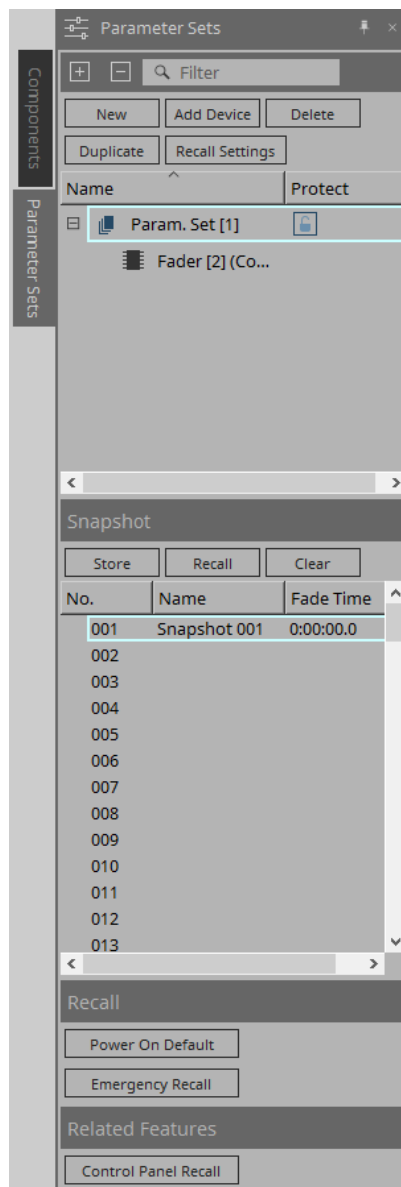 Components
Parameter Sets
Parameter Sets
Filter
New Add Device Delete
Duplicate Recall Settings
Name Protect
Param. Set [1]
Fader [2] (Co...
Snapshot
Store Recall Clear
No. Name Fade Time
001 Snapshot 001 0:00:00.0
002
003
004
005
006
007
008
009
010
011
012
013
Recall
Power On Default
Emergency Recall
Related Features
Control Panel Recall